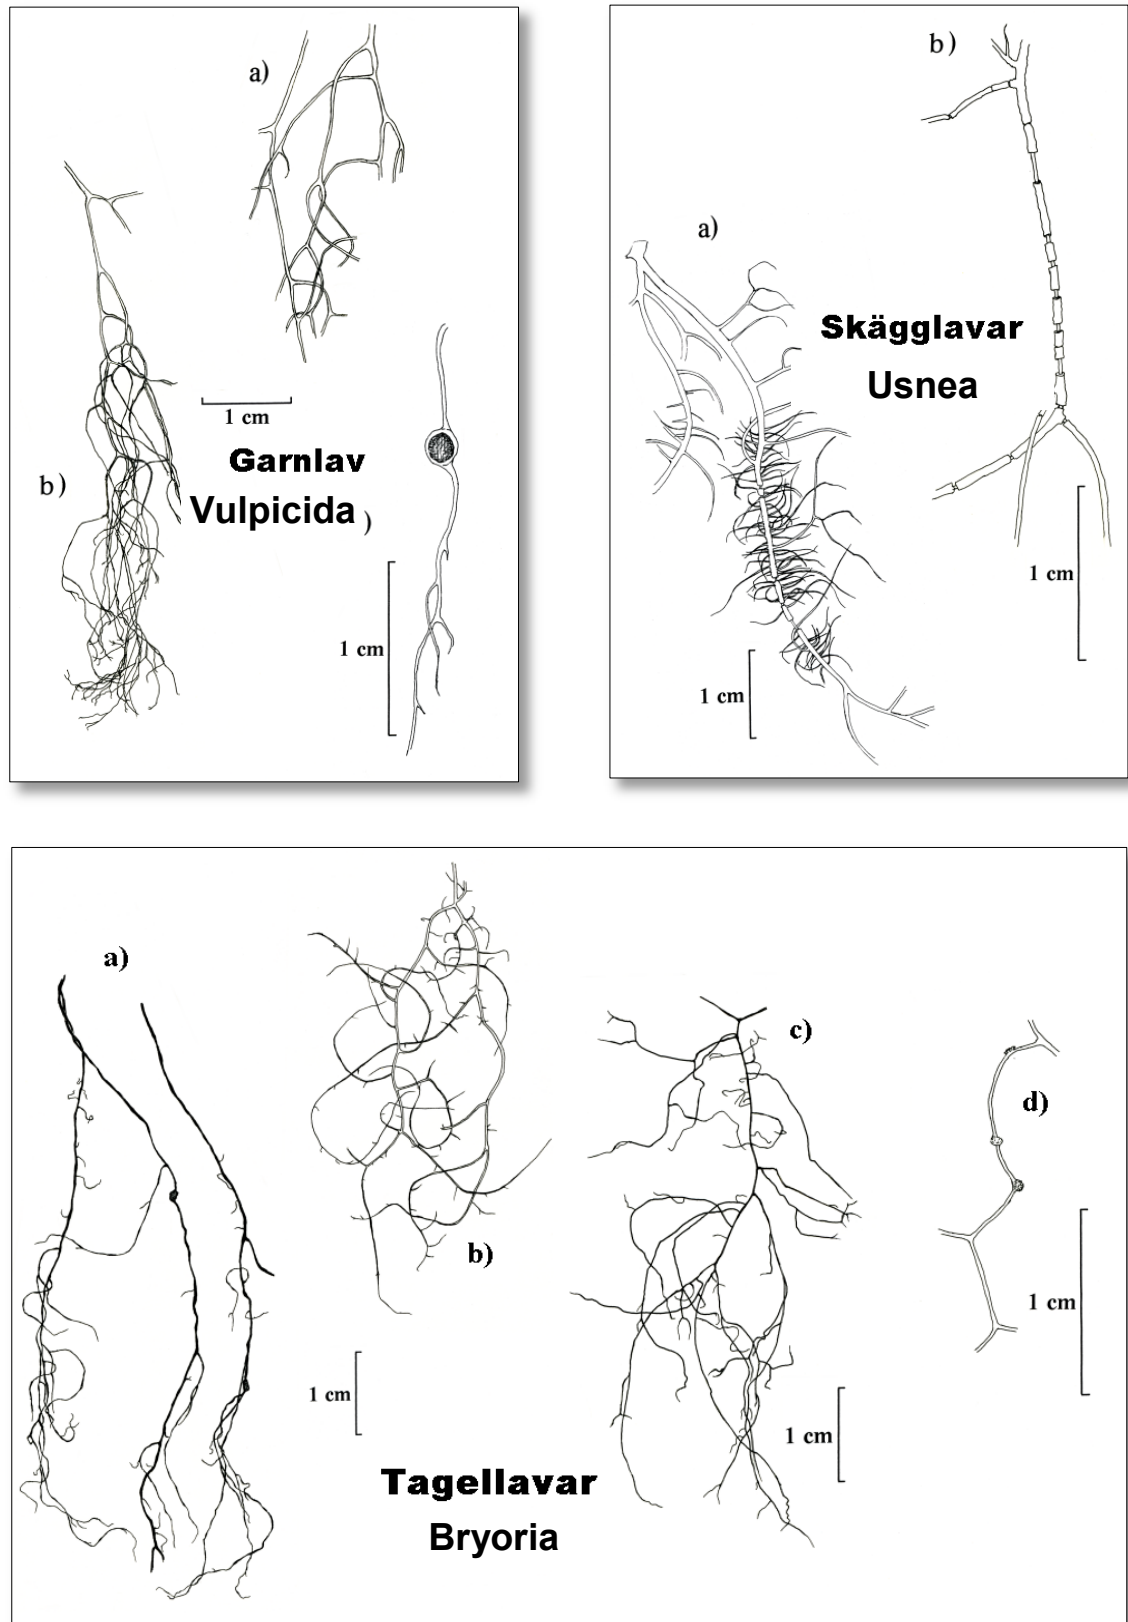 a)
1 cm
Garnlav
b)
Vulpicida )
1 cm
b)
a)
Skägglavar
Usnea
1 cm
1 cm
a)
c)
d)
b)
1 cm
1 cm
1 cm
Tagellavar
Bryoria